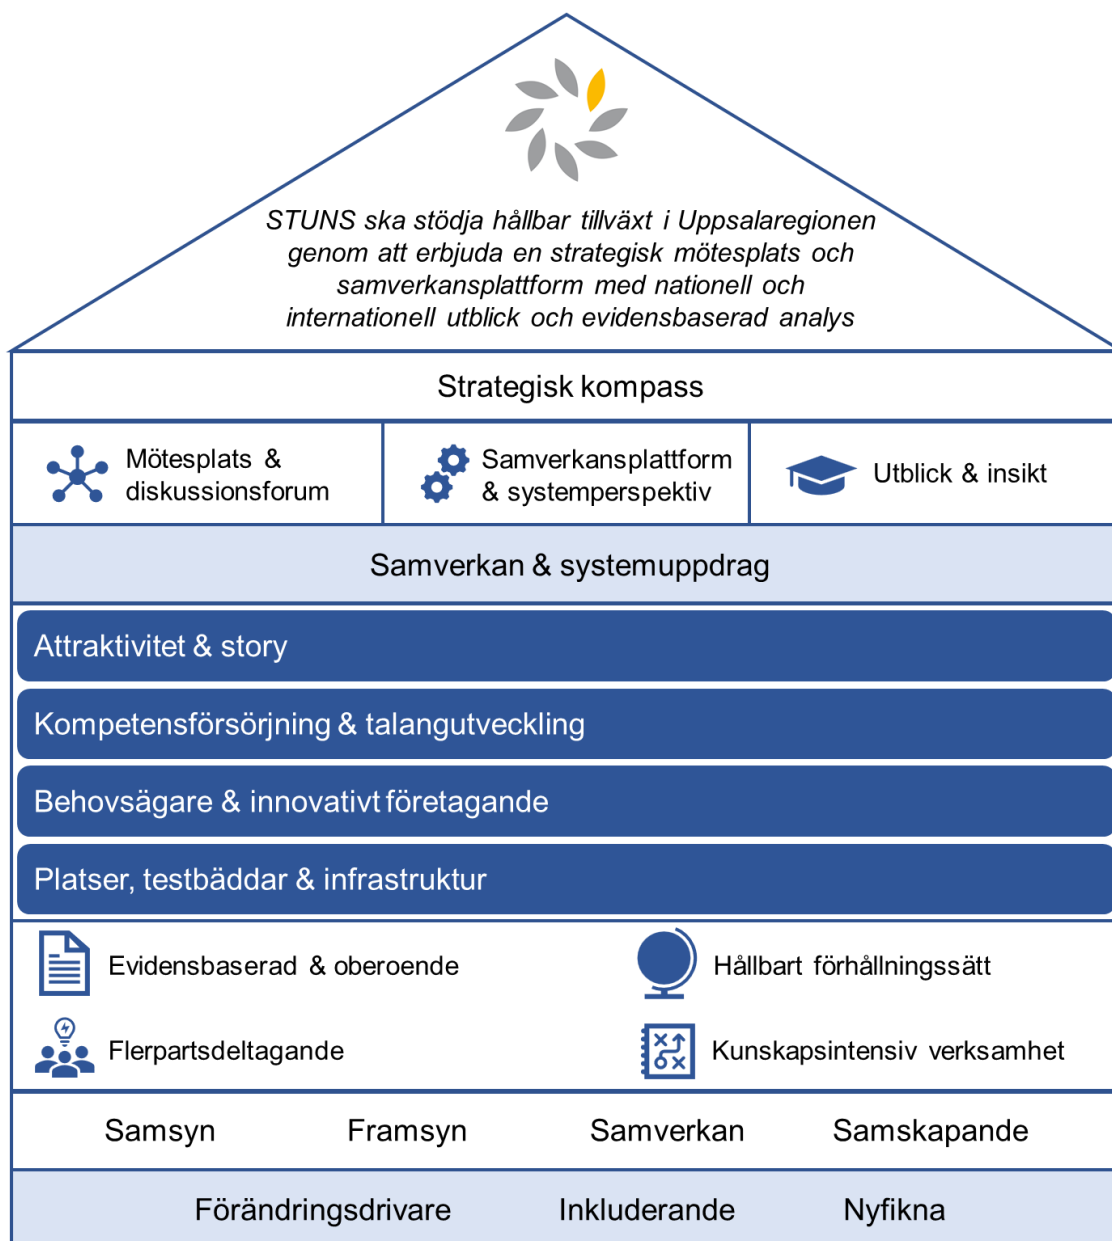 STUNS ska stödja hållbar tillväxt i Uppsalaregionen
genom att erbjuda en strategisk mötesplats och
samverkansplattform med nationell och
internationell utblick och evidensbaserad analys
Strategisk kompass
Mötesplats &
diskussionsforum
Samverkansplattform
& systemperspektiv
Utblick & insikt
Samverkan & systemuppdrag
Attraktivitet & story
Kompetensförsörjning & talangutveckling
Behovsägare & innovativt företagande
Platser, testbäddar & infrastruktur
Evidensbaserad & oberoende
Hållbart förhållningssätt
Flerpartsdeltagande
Kunskapsintensiv verksamhet
Samsyn Framsyn Samverkan Samskapande
Förändringsdrivare Inkluderande Nyfikna